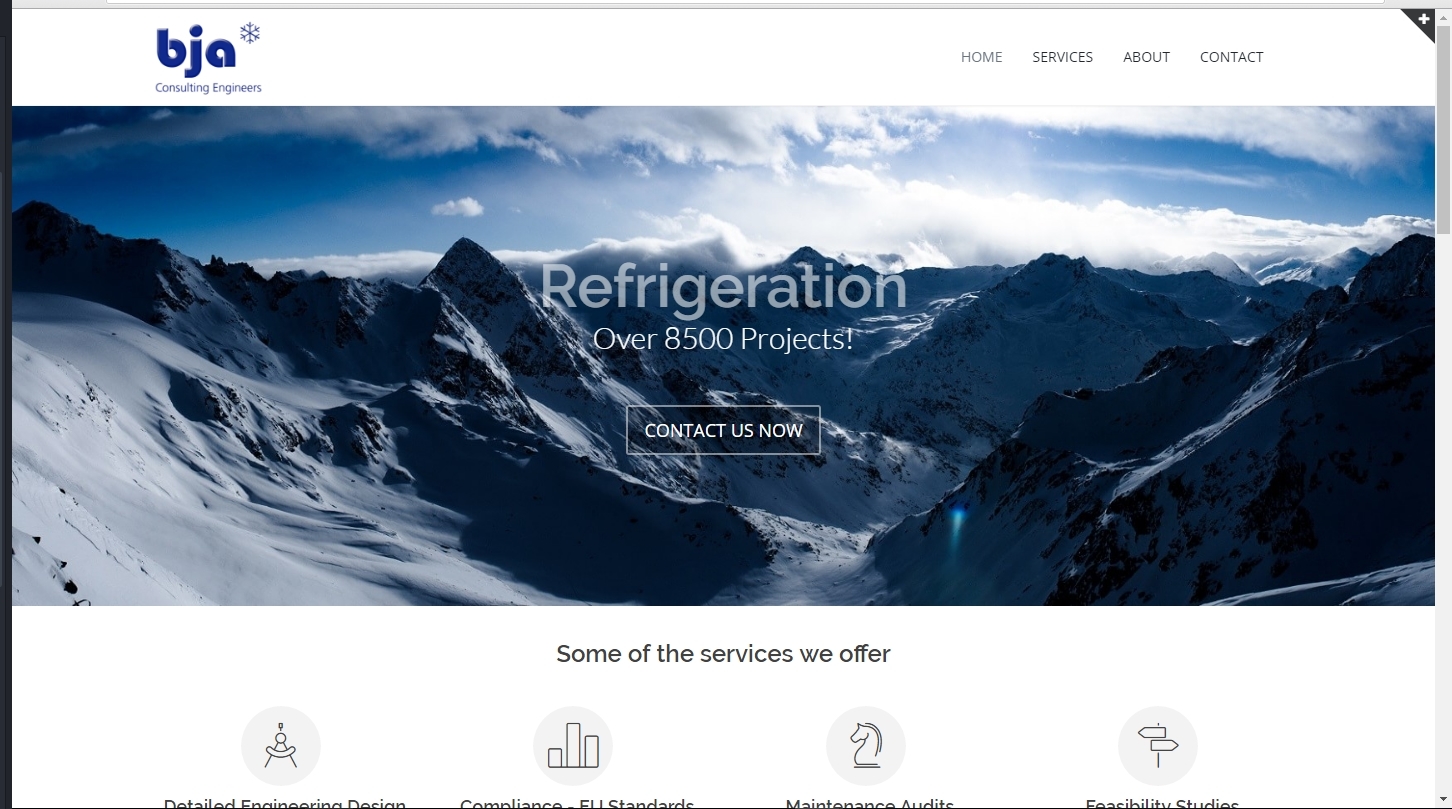 bja
Consulting Engineers
HOME SERVICES ABOUT CONTACT
Refrigeration
Over 8500 Projects!
CONTACT US NOW
Some of the services we offer
Detailed Engineering Design Compliance - EU Standards Maintenance Audits Feasibility Studies